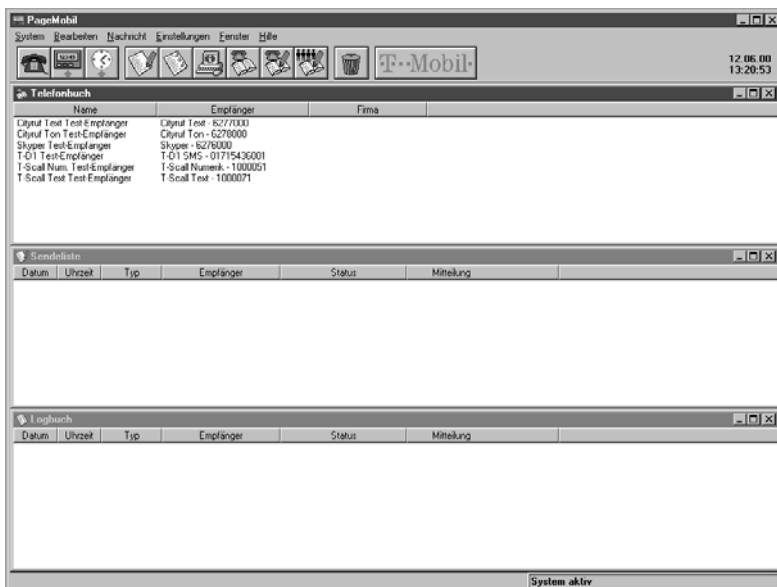 PageMobil
System Bearbeiten Nachricht Einstellungen Fenster Hilfe
T··Mobil·
12.06.00
13:20:53
Telefonbuch
Name Empfänger Firma
Cityruf Text Test-Empfänger Cityruf Text - 6277000
Cityruf Ton Test-Empfänger Cityruf Ton - 6278000
Skyper Test-Empfänger Skyper - 6276000
T-D1 Test-Empfänger T-D1 SMS - 01715436001
T-Scall Num. Test-Empfänger T-Scall Numerik - 1000051
T-Scall Text Test-Empfänger T-Scall Text - 1000071
Sendeliste
Datum Uhrzeit Typ Empfänger Status Mitteilung
Logbuch
Datum Uhrzeit Typ Empfänger Status Mitteilung
System aktiv